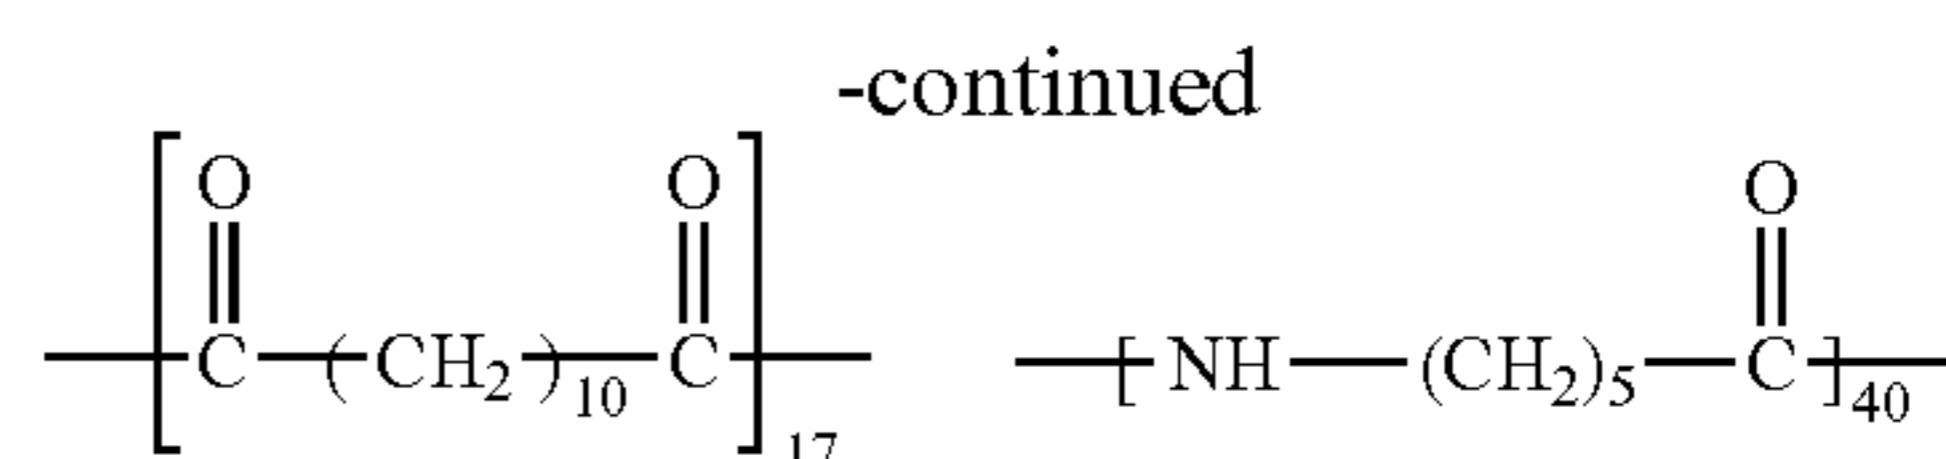 -continued
O O O
[ C ( CH₂ )₁₀ C ]₁₇ [ NH (CH₂)₅ C ]₄₀